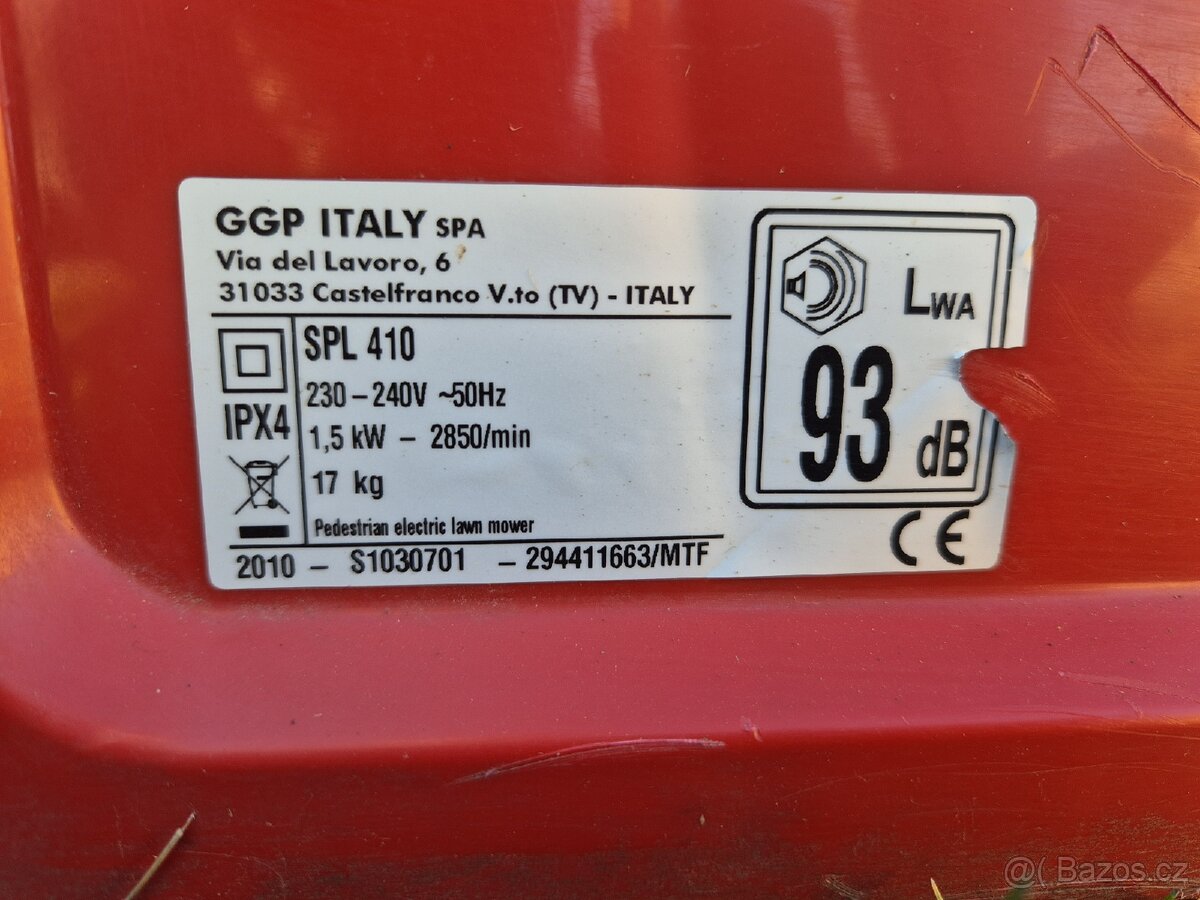 GGP ITALY SPA
Via del Lavoro, 6
31033 Castelfranco V.to (TV) - ITALY
SPL 410
230 – 240V ~50Hz
IPX4
1,5 kW – 2850/min
17 kg
Pedestrian electric lawn mower
2010 – S1030701 – 294411663/MTF
LWA
93 dB
CE
@( Bazos.cz